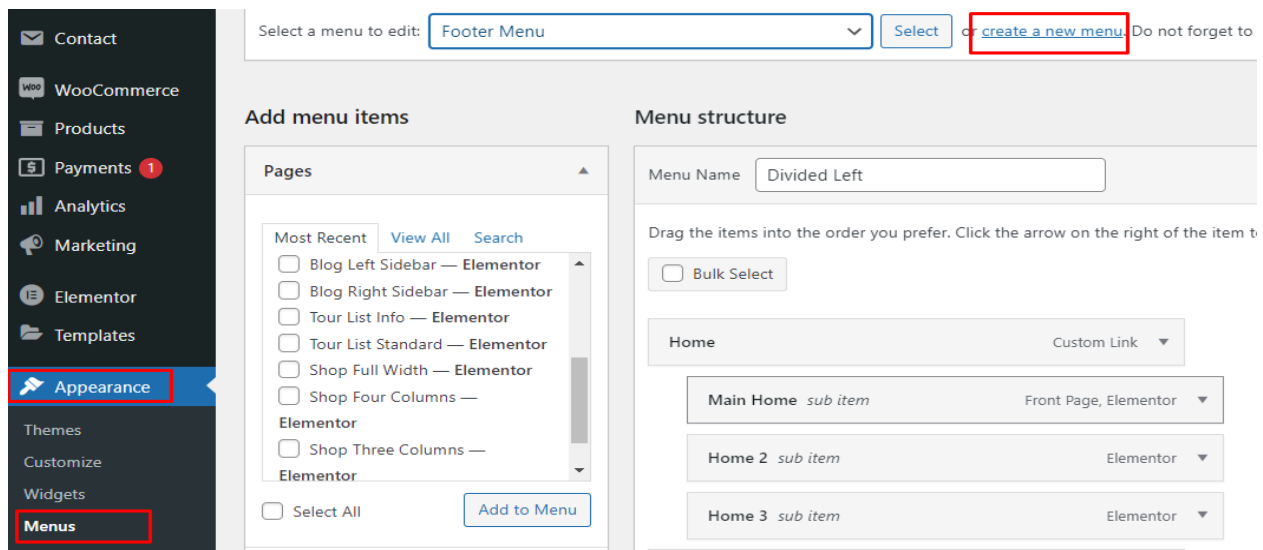 Contact
WooCommerce
Products
Payments 1
Analytics
Marketing
Elementor
Templates
Appearance
Themes
Customize
Widgets
Menus
Select a menu to edit: Footer Menu Select or create a new menu. Do not forget to
Add menu items
Pages
Most Recent View All Search
Blog Left Sidebar — Elementor
Blog Right Sidebar — Elementor
Tour List Info — Elementor
Tour List Standard — Elementor
Shop Full Width — Elementor
Shop Four Columns —
Elementor
Shop Three Columns —
Elementor
Select All Add to Menu
Menu structure
Menu Name Divided Left
Drag the items into the order you prefer. Click the arrow on the right of the item
Bulk Select
Home Custom Link
Main Home sub item Front Page, Elementor
Home 2 sub item Elementor
Home 3 sub item Elementor